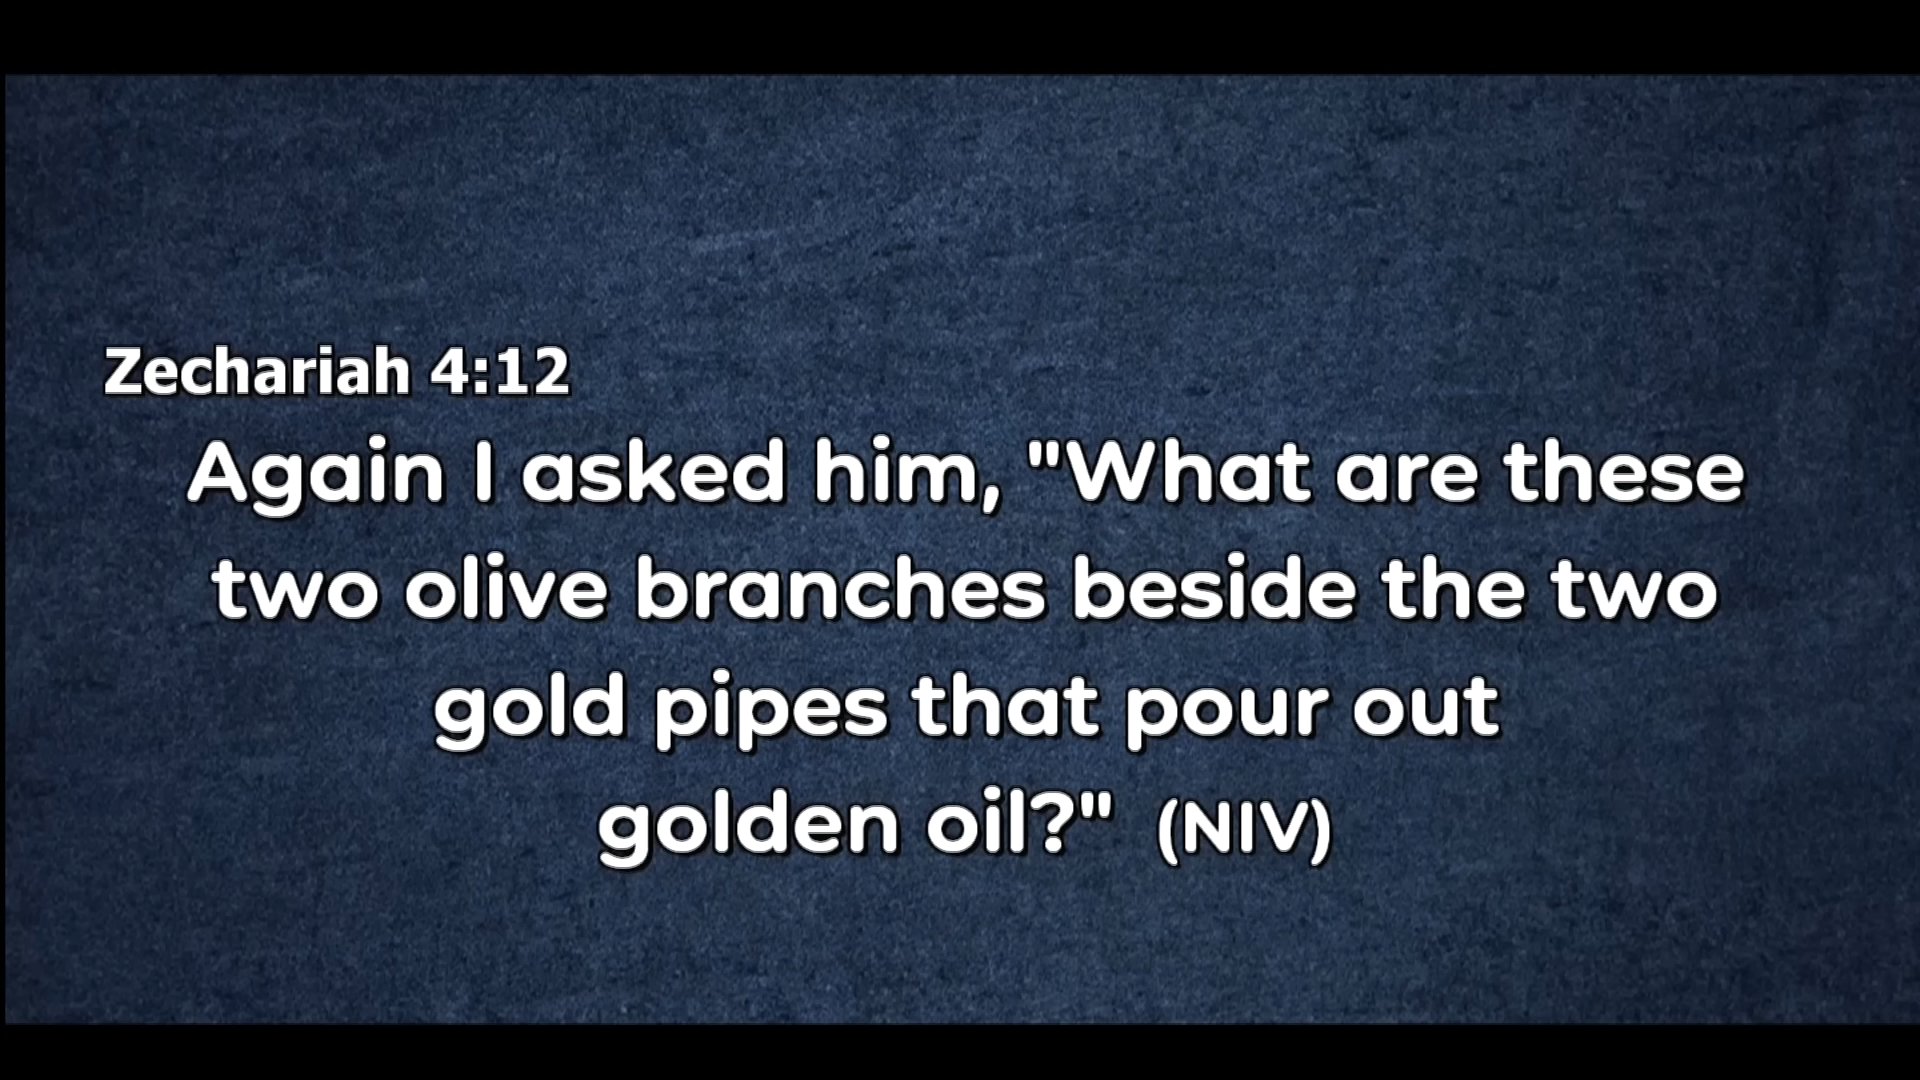 Zechariah 4:12
Again I asked him, "What are these
two olive branches beside the two
gold pipes that pour out
golden oil?" (NIV)